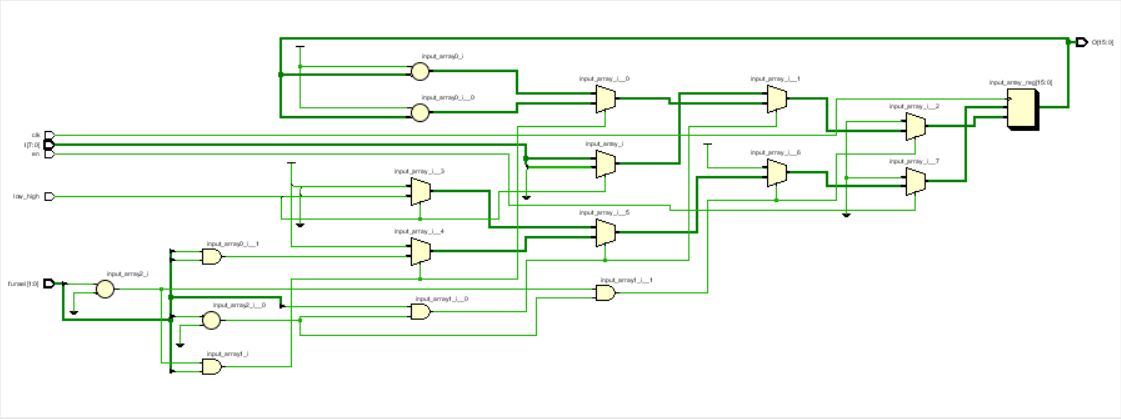 O[15:0]
input_array0_i
input_array_i__0
input_array_i__1
input_array_reg[15:0]
input_array0_i__0
input_array_i__2
clk
I[7:0]
en
input_array_i
input_array_i__6
input_array_i__7
input_array_i__3
low_high
input_array_i__5
input_array_i__4
input_array0_i__1
input_array2_i
input_array1_i__1
funsel[1:0]
input_array1_i__0
input_array2_i__0
input_array1_i